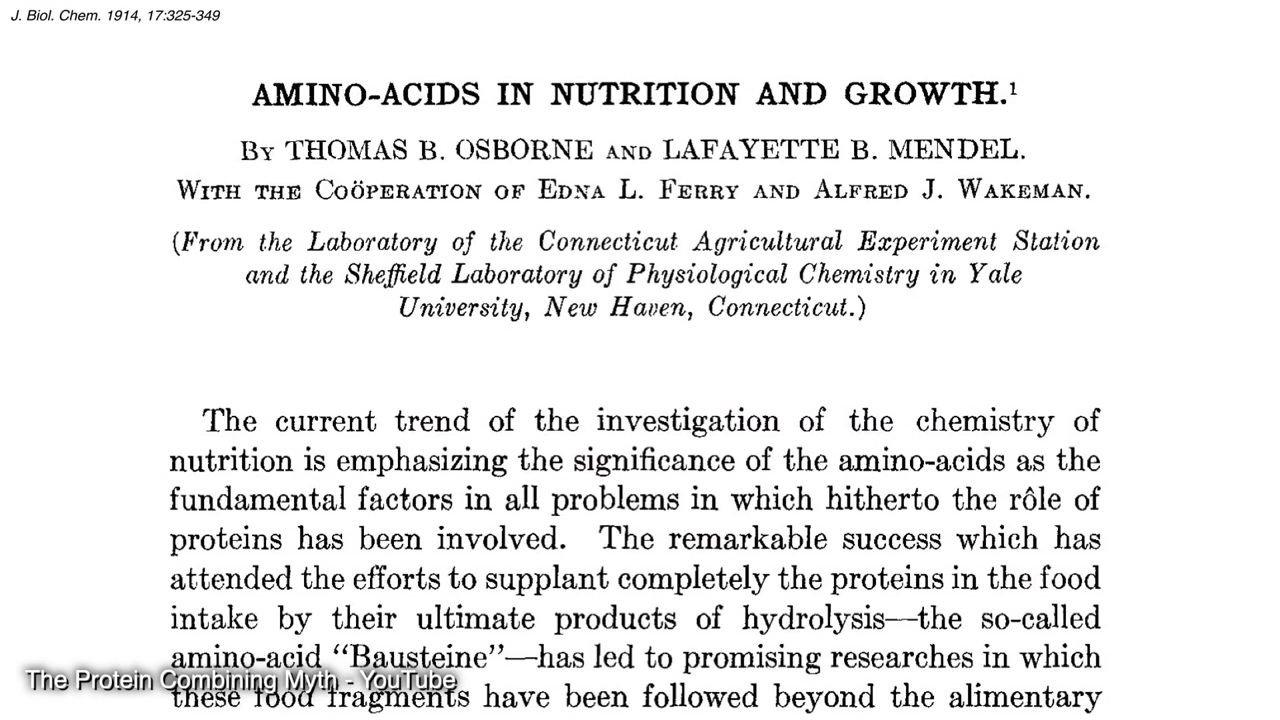 J. Biol. Chem. 1914, 17:325-349
AMINO-ACIDS IN NUTRITION AND GROWTH.¹
By THOMAS B. OSBORNE AND LAFAYETTE B. MENDEL.
With the Coöperation of Edna L. Ferry and Alfred J. Wakeman.
(From the Laboratory of the Connecticut Agricultural Experiment Station
and the Sheffield Laboratory of Physiological Chemistry in Yale
University, New Haven, Connecticut.)
The current trend of the investigation of the chemistry of
nutrition is emphasizing the significance of the amino-acids as the
fundamental factors in all problems in which hitherto the rôle of
proteins has been involved. The remarkable success which has
attended the efforts to supplant completely the proteins in the food
intake by their ultimate products of hydrolysis—the so-called
amino-acid "Bausteine"—has led to promising researches in which
these food fragments have been followed beyond the alimentary
The Protein Combining Myth - YouTube